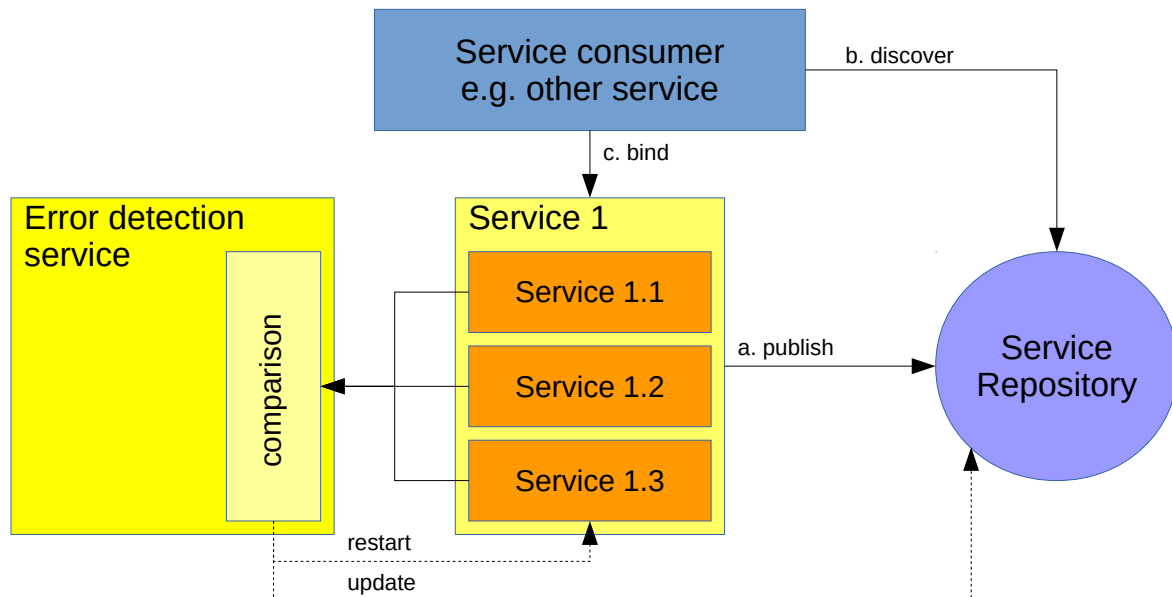 Service consumer
e.g. other service
b. discover
c. bind
Error detection
service
comparison
Service 1
Service 1.1
Service 1.2
Service 1.3
a. publish
Service
Repository
restart
update